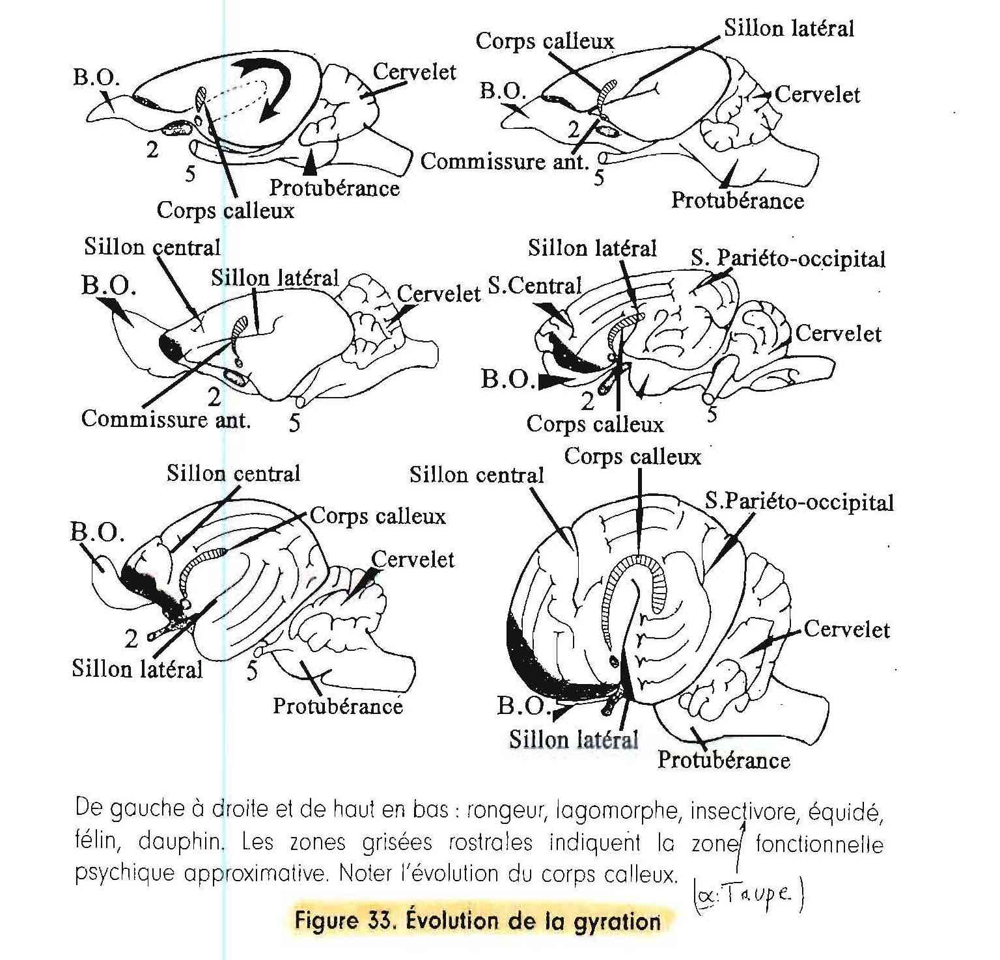 B.O.
Cervelet
2
5
Protubérance
Corps calleux
Corps calleux
Sillon latéral
B.O.
Cervelet
2
Commissure ant.
5
Protubérance
Sillon central
B.O.
Sillon latéral
Cervelet
2
Commissure ant.
5
Sillon latéral
S. Pariéto-occipital
S.Central
Cervelet
B.O.
2
5
Corps calleux
Sillon central
B.O.
Corps calleux
Cervelet
2
Sillon latéral
5
Protubérance
Corps calleux
Sillon central
S.Pariéto-occipital
Cervelet
B.O.
Sillon latéral
Protubérance
De gauche à droite et de haut en bas : rongeur, lagomorphe, insectivore, équidé,
félin, dauphin. Les zones grisées rostrales indiquent la zone fonctionnelle
psychique approximative. Noter l'évolution du corps calleux.
(α: Taupe)
Figure 33. Évolution de la gyration